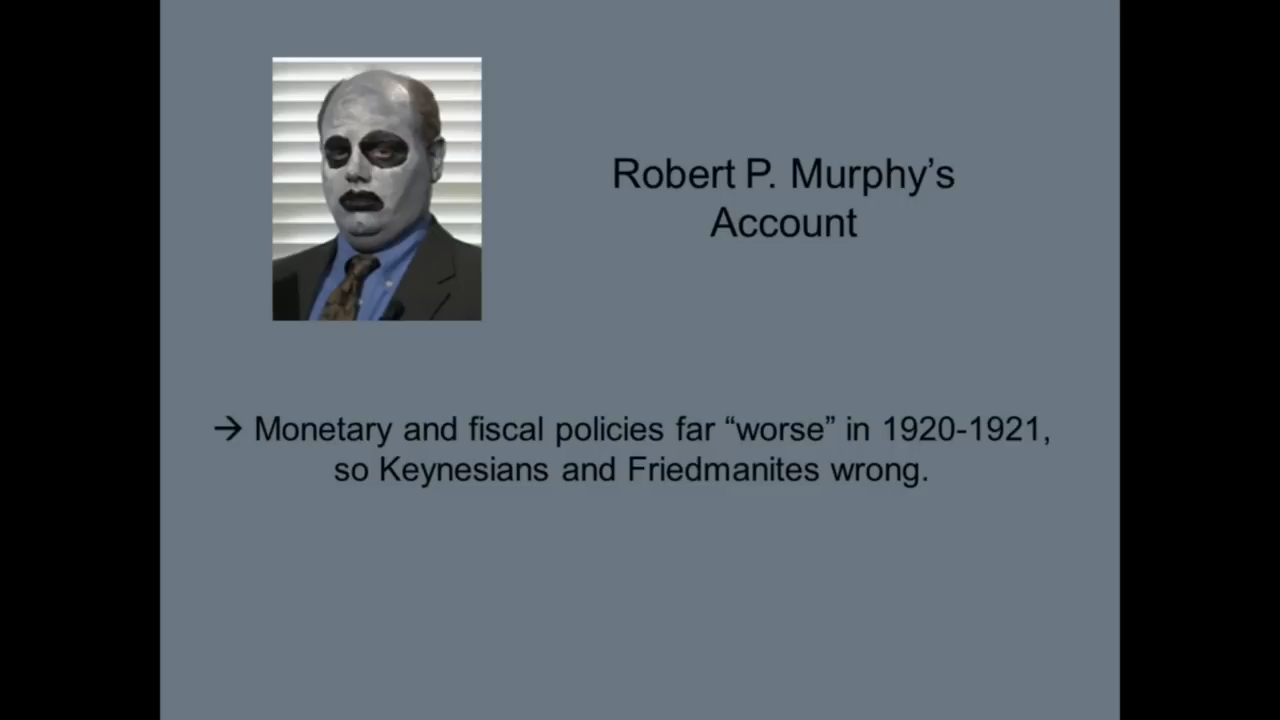 Robert P. Murphy’s
Account
→ Monetary and fiscal policies far “worse” in 1920-1921,
so Keynesians and Friedmanites wrong.